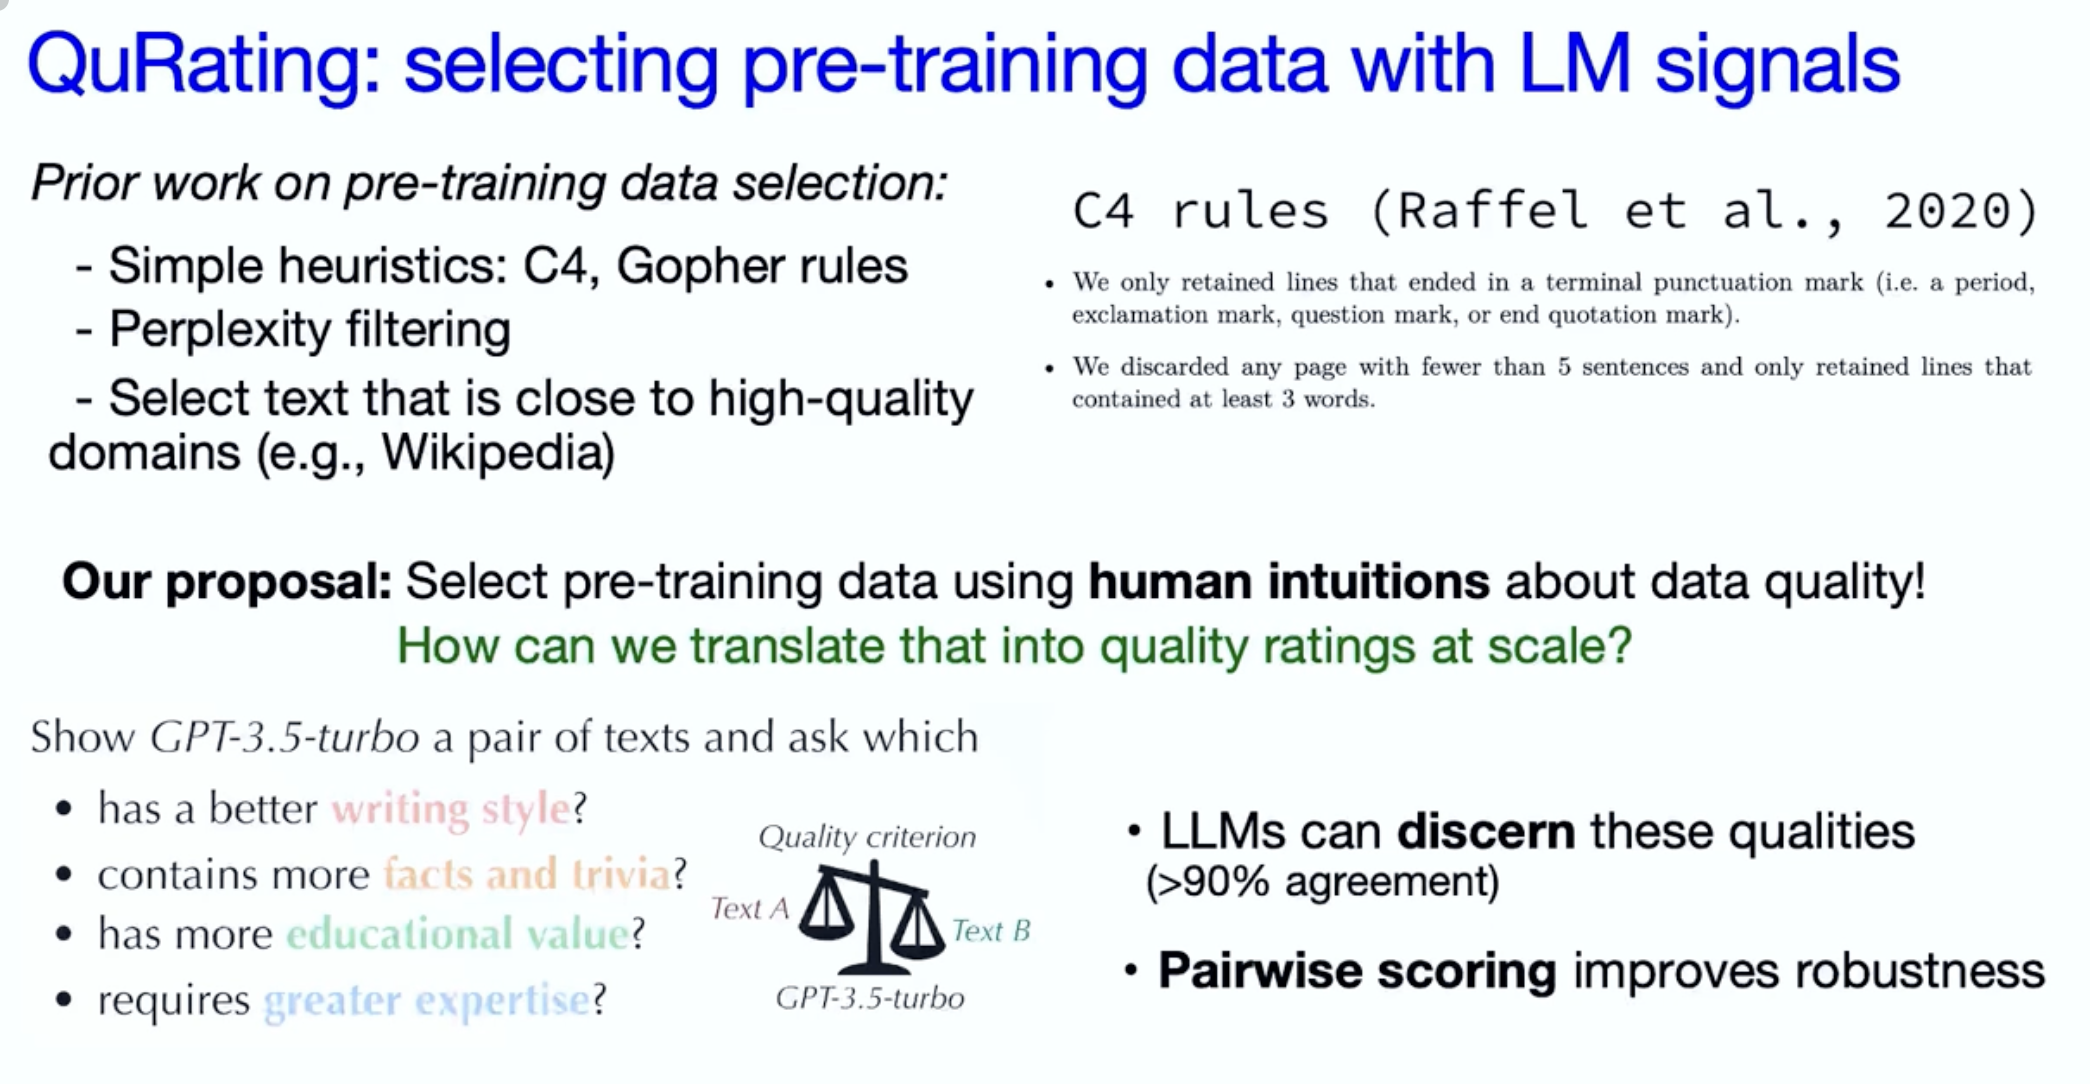 QuRating: selecting pre-training data with LM signals
Prior work on pre-training data selection:
- Simple heuristics: C4, Gopher rules
- Perplexity filtering
- Select text that is close to high-quality
domains (e.g., Wikipedia)
C4 rules (Raffel et al., 2020)
• We only retained lines that ended in a terminal punctuation mark (i.e. a period,
exclamation mark, question mark, or end quotation mark).
• We discarded any page with fewer than 5 sentences and only retained lines that
contained at least 3 words.
Our proposal: Select pre-training data using human intuitions about data quality!
How can we translate that into quality ratings at scale?
Show GPT-3.5-turbo a pair of texts and ask which
• has a better writing style?
• contains more facts and trivia?
• has more educational value?
• requires greater expertise?
Quality criterion
Text A
Text B
GPT-3.5-turbo
• LLMs can discern these qualities
(>90% agreement)
• Pairwise scoring improves robustness